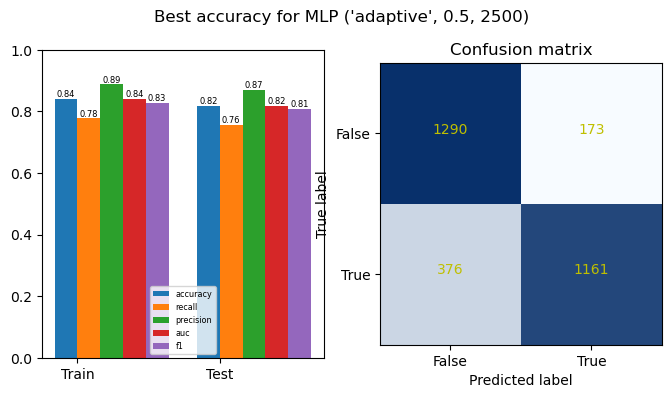 Best accuracy for MLP ('adaptive', 0.5, 2500)
1.0
0.8
0.6
0.4
0.2
0.0
0.84
0.78
0.89
0.84
0.83
0.82
0.76
0.87
0.82
0.81
accuracy
recall
precision
auc
f1
Train
Test
Confusion matrix
True label
False
True
1290
173
376
1161
False
True
Predicted label